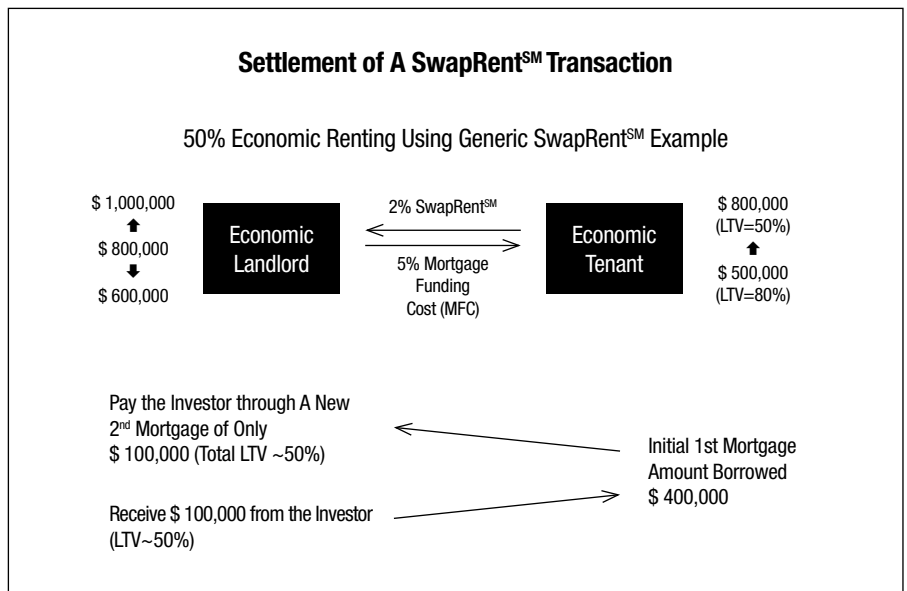 Settlement of A SwapRent℠ Transaction
50% Economic Renting Using Generic SwapRent℠ Example
$ 1,000,000
$ 800,000
$ 600,000
Economic
Landlord
2% SwapRent℠
5% Mortgage
Funding
Cost (MFC)
Economic
Tenant
$ 800,000
(LTV=50%)
$ 500,000
(LTV=80%)
Pay the Investor through A New
2nd Mortgage of Only
$ 100,000 (Total LTV ~50%)
Receive $ 100,000 from the Investor
(LTV~50%)
Initial 1st Mortgage
Amount Borrowed
$ 400,000